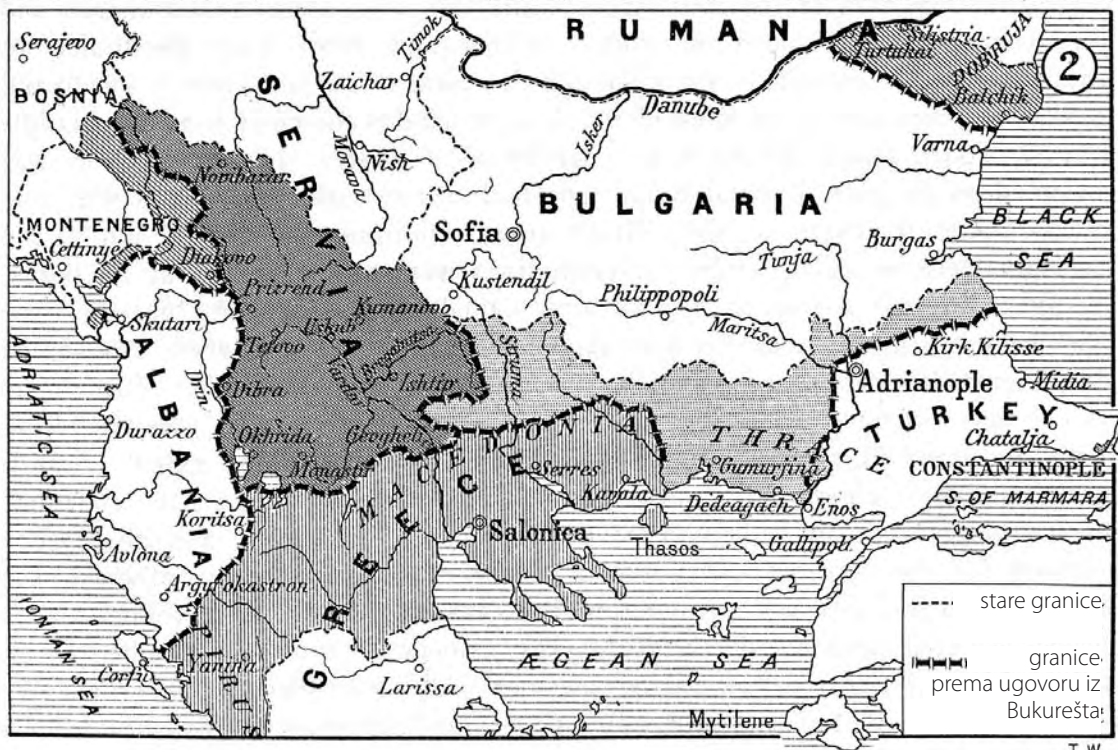 RUMANIA
Serajevo
Timok
Silistria
Turtukai
DOBRUJA
2
Zaichar
Danube
Baltchik
BOSNIA
SERVIA
Isker
Varna
Nish
Morava
Novibazar
BULGARIA
MONTENEGRO
Sofia
BLACK
SEA
Cettinyé
Diakovo
Burgas
Tunja
Kustendil
Prizrend
Kumanovo
Philippopoli
Skutari
Uskub
Maritsa
Tetovo
Bregalnitsa
Struma
Kirk Kilisse
ALBANIA
Drin
Vardar
Ishtip
Adrianople
Midia
Dibra
TURKEY
ADRIATIC SEA
Durazzo
Okhrida
Gevgheli
MACEDONIA
THRACE
Chatalja
Monastir
Serres
Gumurjina
CONSTANTINOPLE
Kavala
S. OF MARMARA
Koritsa
Dedeagach
Enos
GREECE
Salonica
Avlona
Thasos
Gallipoli
Argyrokastron
EPIRUS
IONIAN SEA
stare granice
Yanina
ÆGEAN SEA
granice
Corfu
Larissa
prema ugovoru iz
Bukurešta
Mytilene
T. W.